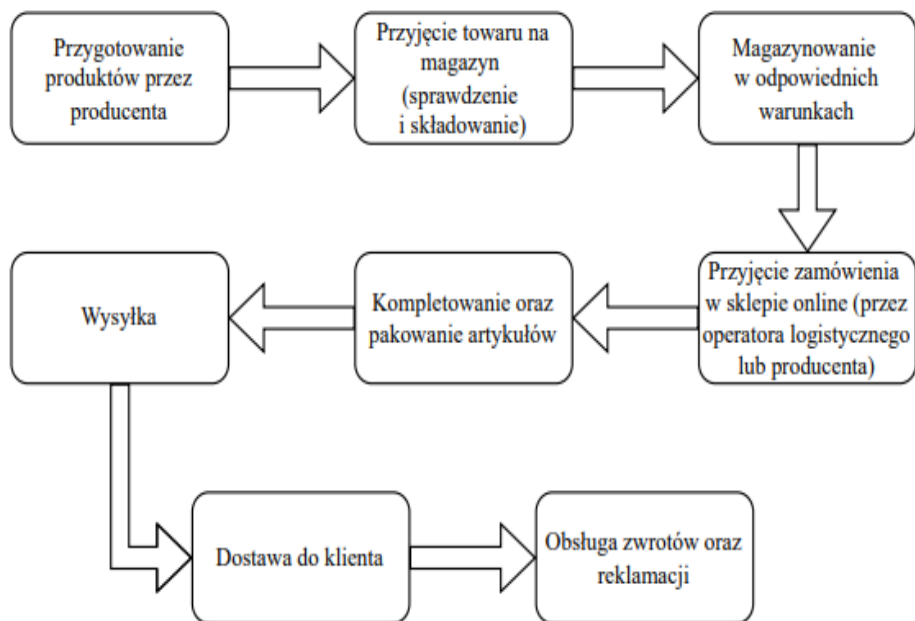 Przygotowanie
produktów przez
producenta
Przyjęcie towaru na
magazyn
(sprawdzenie
i składowanie)
Magazynowanie
w odpowiednich
warunkach
Przyjęcie zamówienia
w sklepie online (przez
operatora logistycznego
lub producenta)
Kompletowanie oraz
pakowanie artykułów
Wysyłka
Dostawa do klienta
Obsługa zwrotów oraz
reklamacji